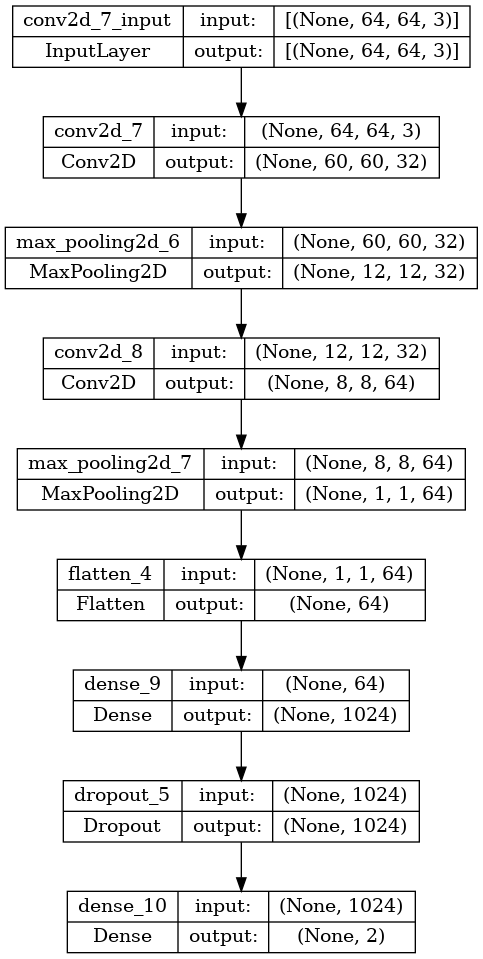 conv2d_7_input input: [(None, 64, 64, 3)]
InputLayer output: [(None, 64, 64, 3)]
conv2d_7 input: (None, 64, 64, 3)
Conv2D output: (None, 60, 60, 32)
max_pooling2d_6 input: (None, 60, 60, 32)
MaxPooling2D output: (None, 12, 12, 32)
conv2d_8 input: (None, 12, 12, 32)
Conv2D output: (None, 8, 8, 64)
max_pooling2d_7 input: (None, 8, 8, 64)
MaxPooling2D output: (None, 1, 1, 64)
flatten_4 input: (None, 1, 1, 64)
Flatten output: (None, 64)
dense_9 input: (None, 64)
Dense output: (None, 1024)
dropout_5 input: (None, 1024)
Dropout output: (None, 1024)
dense_10 input: (None, 1024)
Dense output: (None, 2)